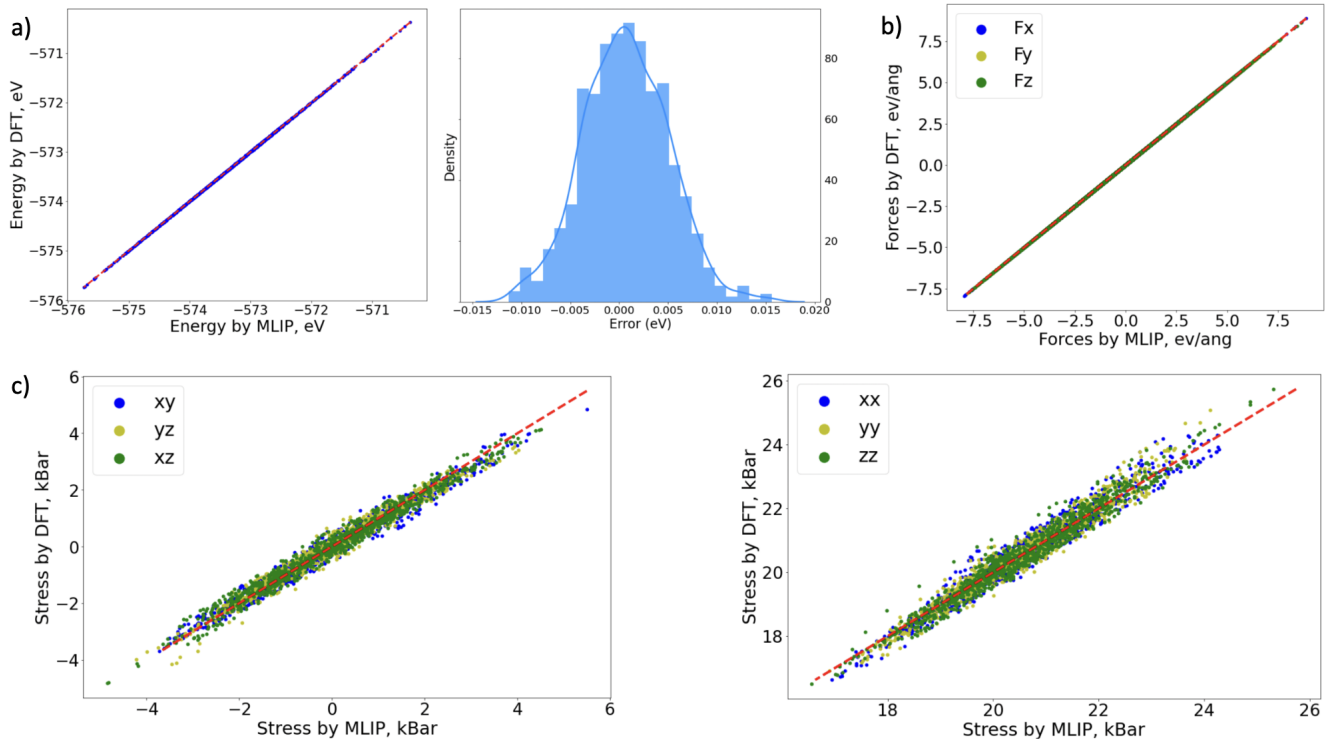 a)
−571
−572
−573
−574
−575
−576
Energy by DFT, eV
−576 −575 −574 −573 −572 −571
Energy by MLIP, eV
Density
80
60
40
20
0
−0.015 −0.010 −0.005 0.000 0.005 0.010 0.015 0.020
Error (eV)
b)
Fx
Fy
Fz
7.5
5.0
2.5
0.0
−2.5
−5.0
−7.5
Forces by DFT, ev/ang
−7.5 −5.0 −2.5 0.0 2.5 5.0 7.5
Forces by MLIP, ev/ang
c)
xy
yz
xz
6
4
2
0
−2
−4
Stress by DFT, kBar
−4 −2 0 2 4 6
Stress by MLIP, kBar
xx
yy
zz
26
24
22
20
18
Stress by DFT, kBar
18 20 22 24 26
Stress by MLIP, kBar